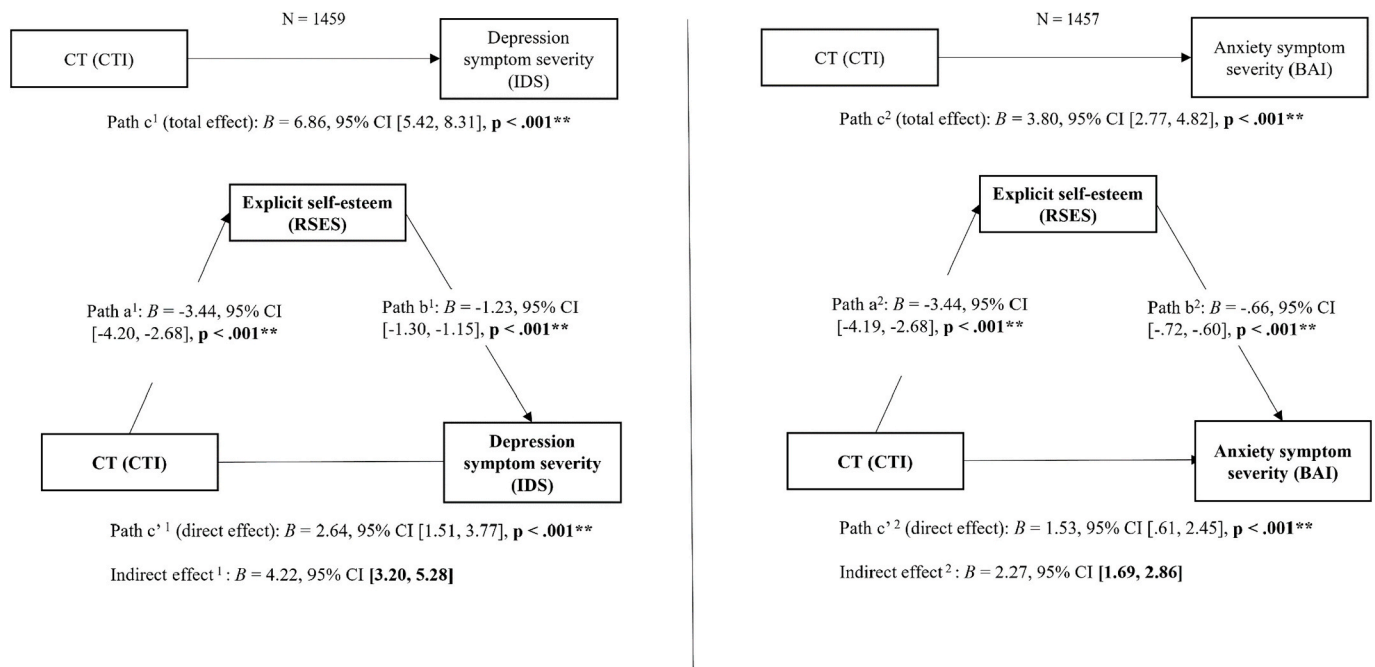 N = 1459
CT (CTI)
Depression
symptom severity
(IDS)
Path c¹ (total effect): B = 6.86, 95% CI [5.42, 8.31], p < .001**
Explicit self-esteem
(RSES)
Path a¹: B = -3.44, 95% CI
[-4.20, -2.68], p < .001**
Path b¹: B = -1.23, 95% CI
[-1.30, -1.15], p < .001**
CT (CTI)
Depression
symptom severity
(IDS)
Path c’ ¹ (direct effect): B = 2.64, 95% CI [1.51, 3.77], p < .001**
Indirect effect ¹ : B = 4.22, 95% CI [3.20, 5.28]
N = 1457
CT (CTI)
Anxiety symptom
severity (BAI)
Path c² (total effect): B = 3.80, 95% CI [2.77, 4.82], p < .001**
Explicit self-esteem
(RSES)
Path a²: B = -3.44, 95% CI
[-4.19, -2.68], p < .001**
Path b²: B = -.66, 95% CI
[-.72, -.60], p < .001**
CT (CTI)
Anxiety symptom
severity (BAI)
Path c’ ² (direct effect): B = 1.53, 95% CI [.61, 2.45], p < .001**
Indirect effect ² : B = 2.27, 95% CI [1.69, 2.86]